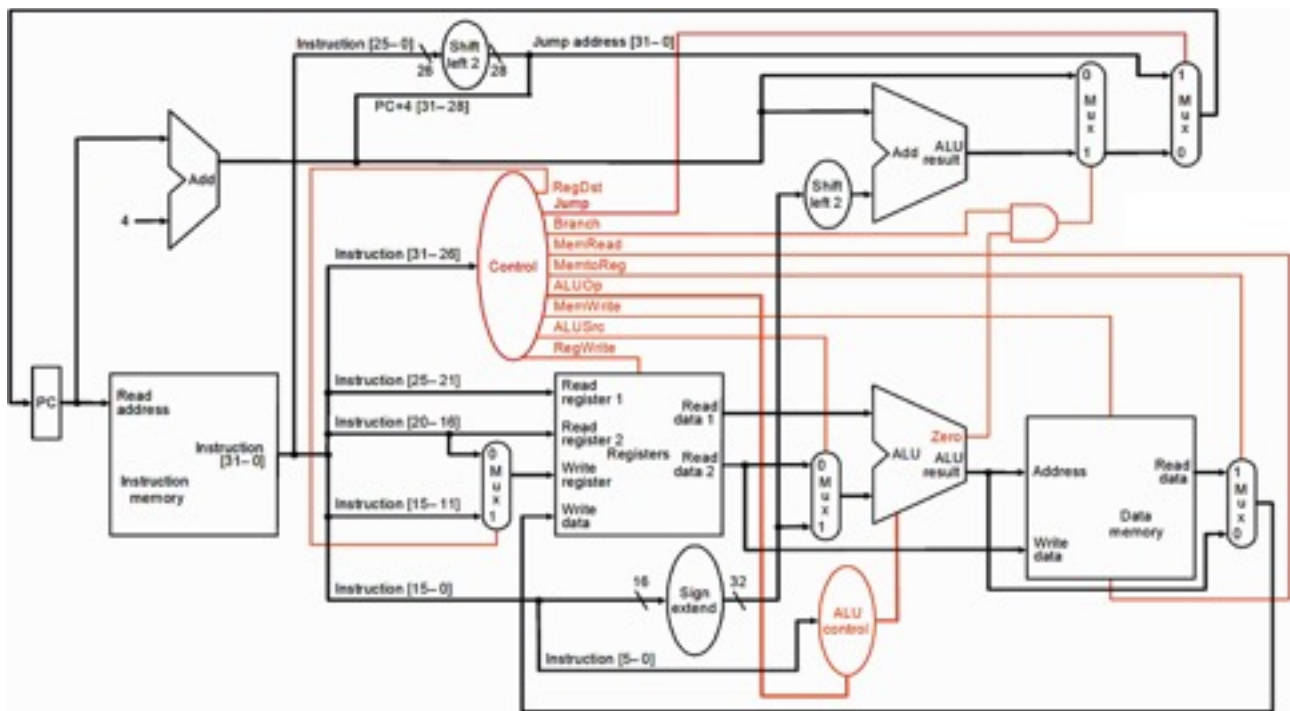 Instruction [25– 0]
26
Shift
left 2
28
Jump address [31– 0]
PC+4 [31– 28]
Add
4
Add
ALU
result
0
M
u
x
1
1
M
u
x
0
Shift
left 2
RegDst
Jump
Branch
MemRead
MemtoReg
ALUOp
MemWrite
ALUSrc
RegWrite
Control
Instruction [31– 26]
PC
Read
address
Instruction
[31– 0]
Instruction
memory
Instruction [25– 21]
Instruction [20– 16]
Instruction [15– 11]
0
M
u
x
1
Read
register 1
Read
register 2
Write
register
Write
data
Registers
Read
data 1
Read
data 2
0
M
u
x
1
Zero
ALU
ALU
result
Address
Write
data
Read
data
Data
memory
1
M
u
x
0
Instruction [15– 0]
16
Sign
extend
32
ALU
control
Instruction [5– 0]